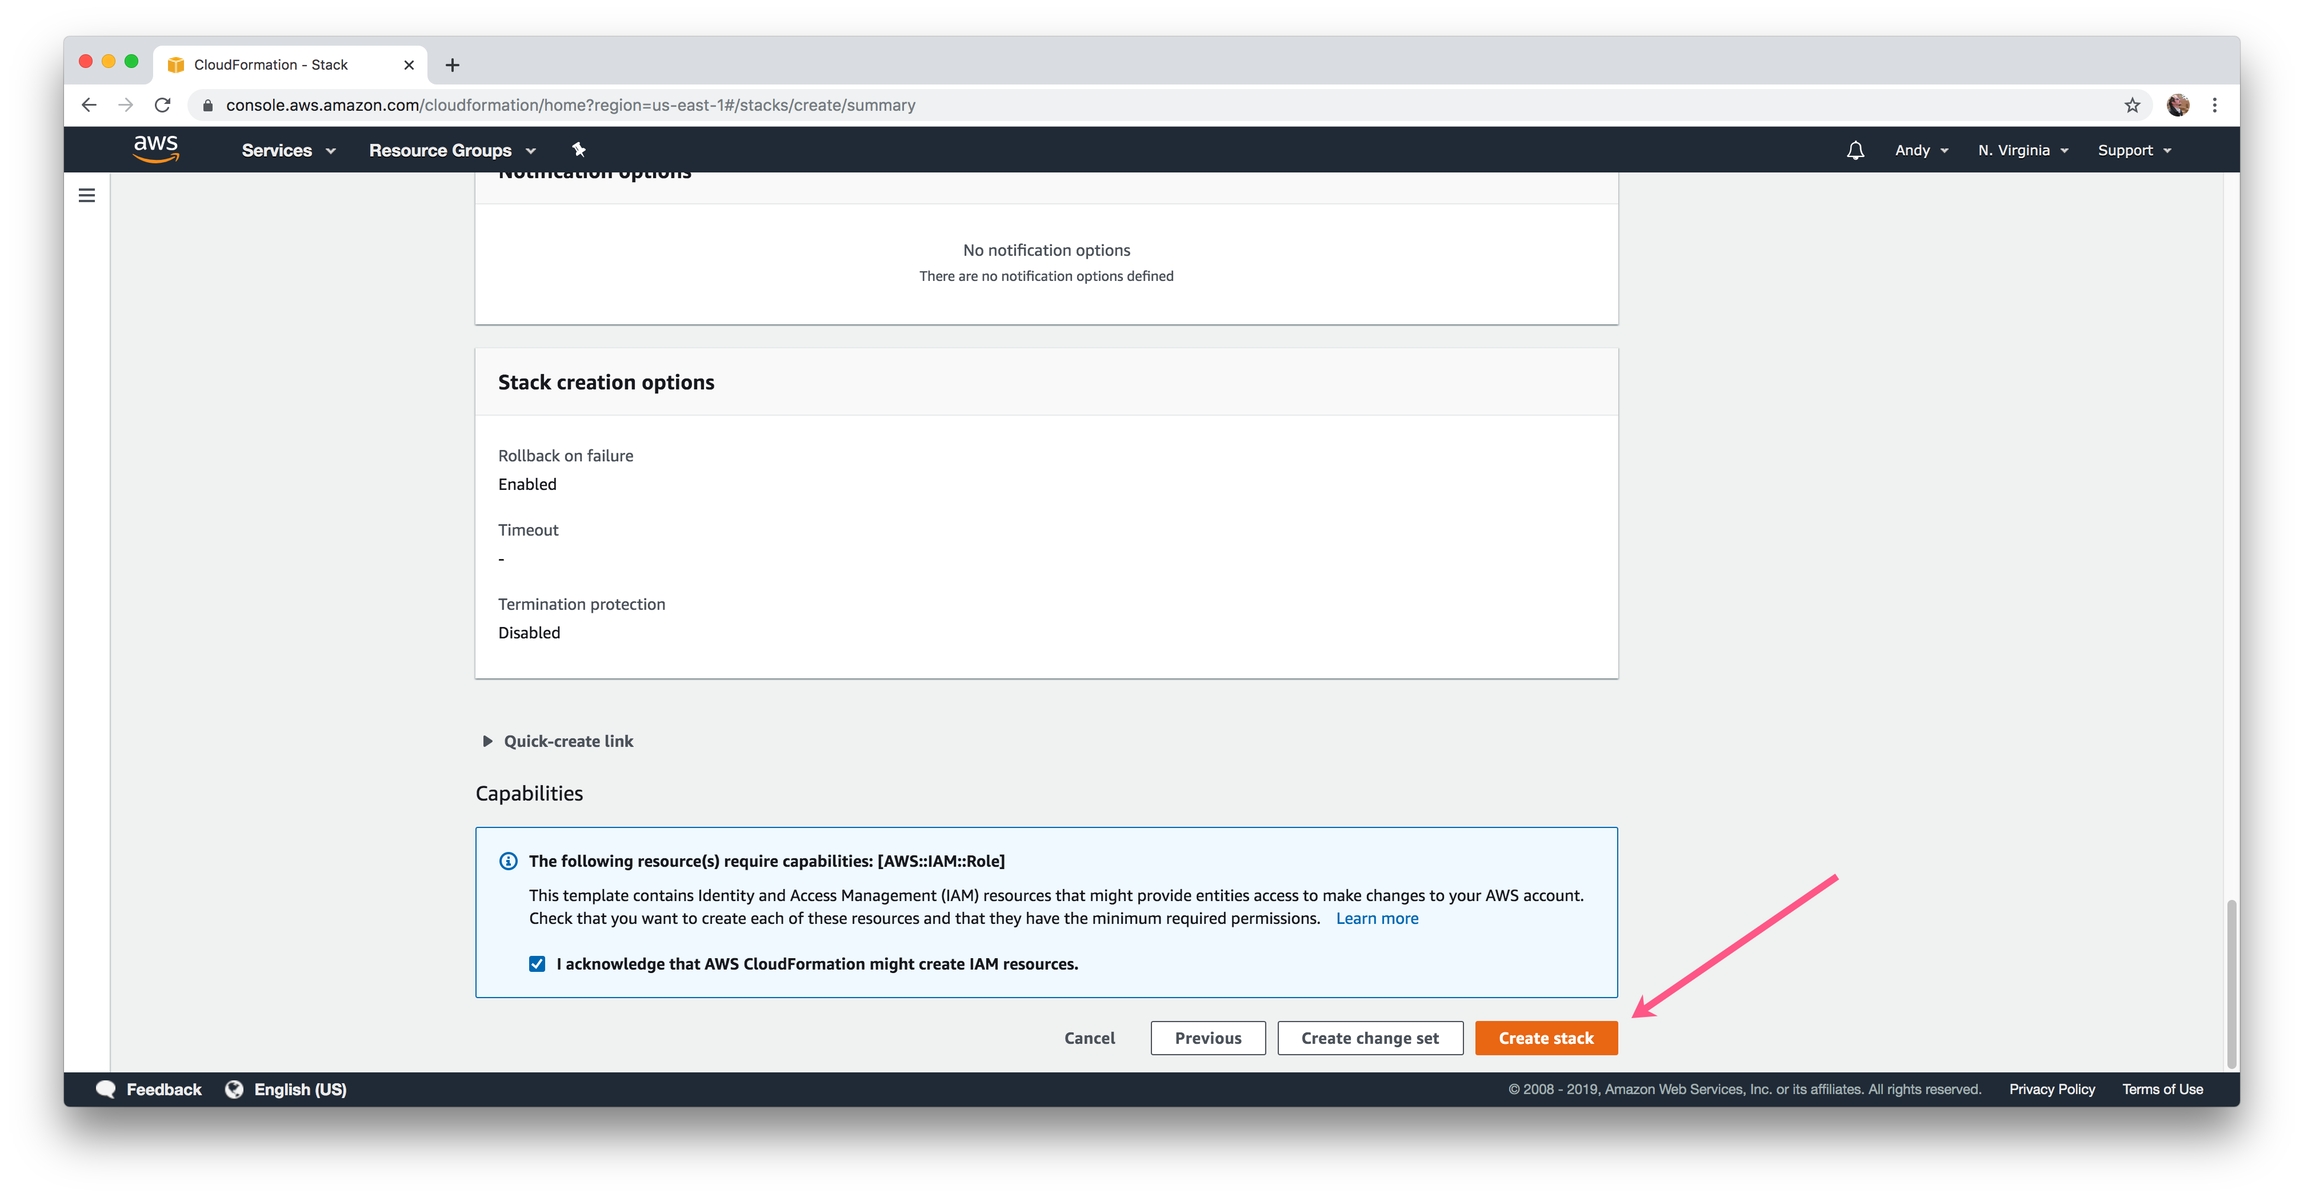 CloudFormation - Stack
console.aws.amazon.com/cloudformation/home?region=us-east-1#/stacks/create/summary
aws
Services
Resource Groups
Andy
N. Virginia
Support
Notification options
No notification options
There are no notification options defined
Stack creation options
Rollback on failure
Enabled
Timeout
-
Termination protection
Disabled
Quick-create link
Capabilities
The following resource(s) require capabilities: [AWS::IAM::Role]
This template contains Identity and Access Management (IAM) resources that might provide entities access to make changes to your AWS account.
Check that you want to create each of these resources and that they have the minimum required permissions. Learn more
I acknowledge that AWS CloudFormation might create IAM resources.
Cancel
Previous
Create change set
Create stack
Feedback
English (US)
© 2008 - 2019, Amazon Web Services, Inc. or its affiliates. All rights reserved.
Privacy Policy
Terms of Use